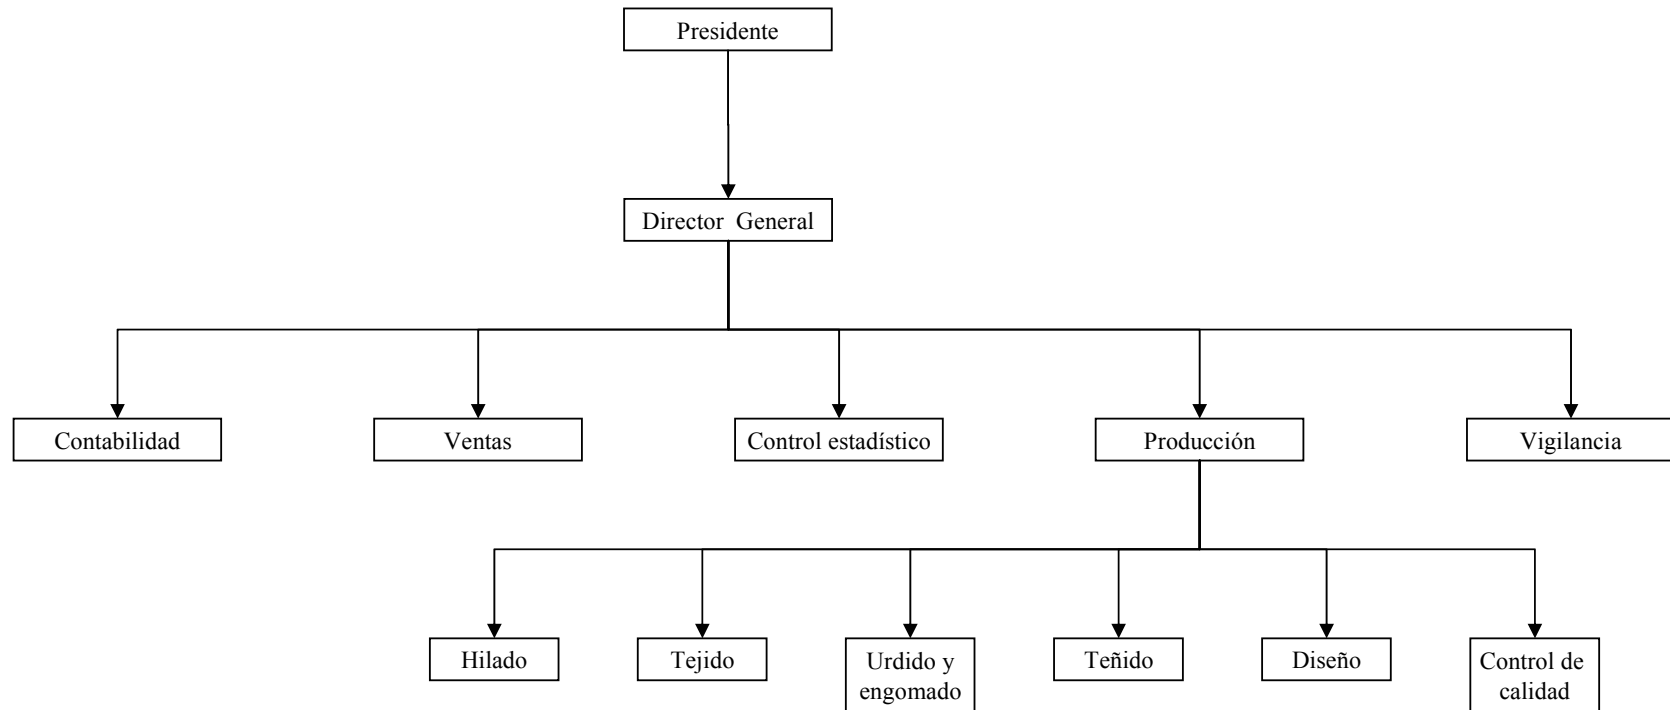 Presidente
Director General
Contabilidad
Ventas
Control estadístico
Producción
Vigilancia
Hilado
Tejido
Urdido y
engomado
Teñido
Diseño
Control de
calidad